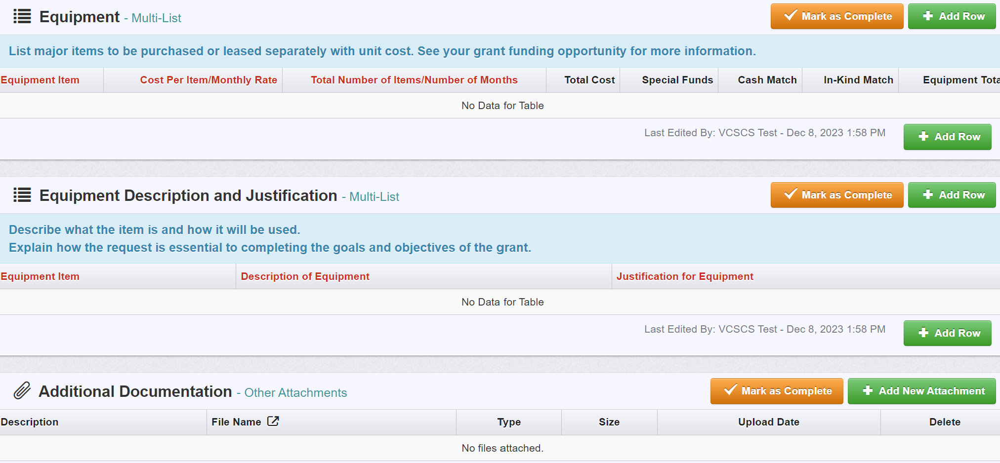 Equipment - Multi-List
Mark as Complete
Add Row
List major items to be purchased or leased separately with unit cost. See your grant funding opportunity for more information.
Equipment Item Cost Per Item/Monthly Rate Total Number of Items/Number of Months Total Cost Special Funds Cash Match In-Kind Match Equipment Tota
No Data for Table
Last Edited By: VCSCS Test - Dec 8, 2023 1:58 PM
Add Row
Equipment Description and Justification - Multi-List
Mark as Complete
Add Row
Describe what the item is and how it will be used.
Explain how the request is essential to completing the goals and objectives of the grant.
Equipment Item Description of Equipment Justification for Equipment
No Data for Table
Last Edited By: VCSCS Test - Dec 8, 2023 1:58 PM
Add Row
Additional Documentation - Other Attachments
Mark as Complete
Add New Attachment
Description File Name Type Size Upload Date Delete
No files attached.